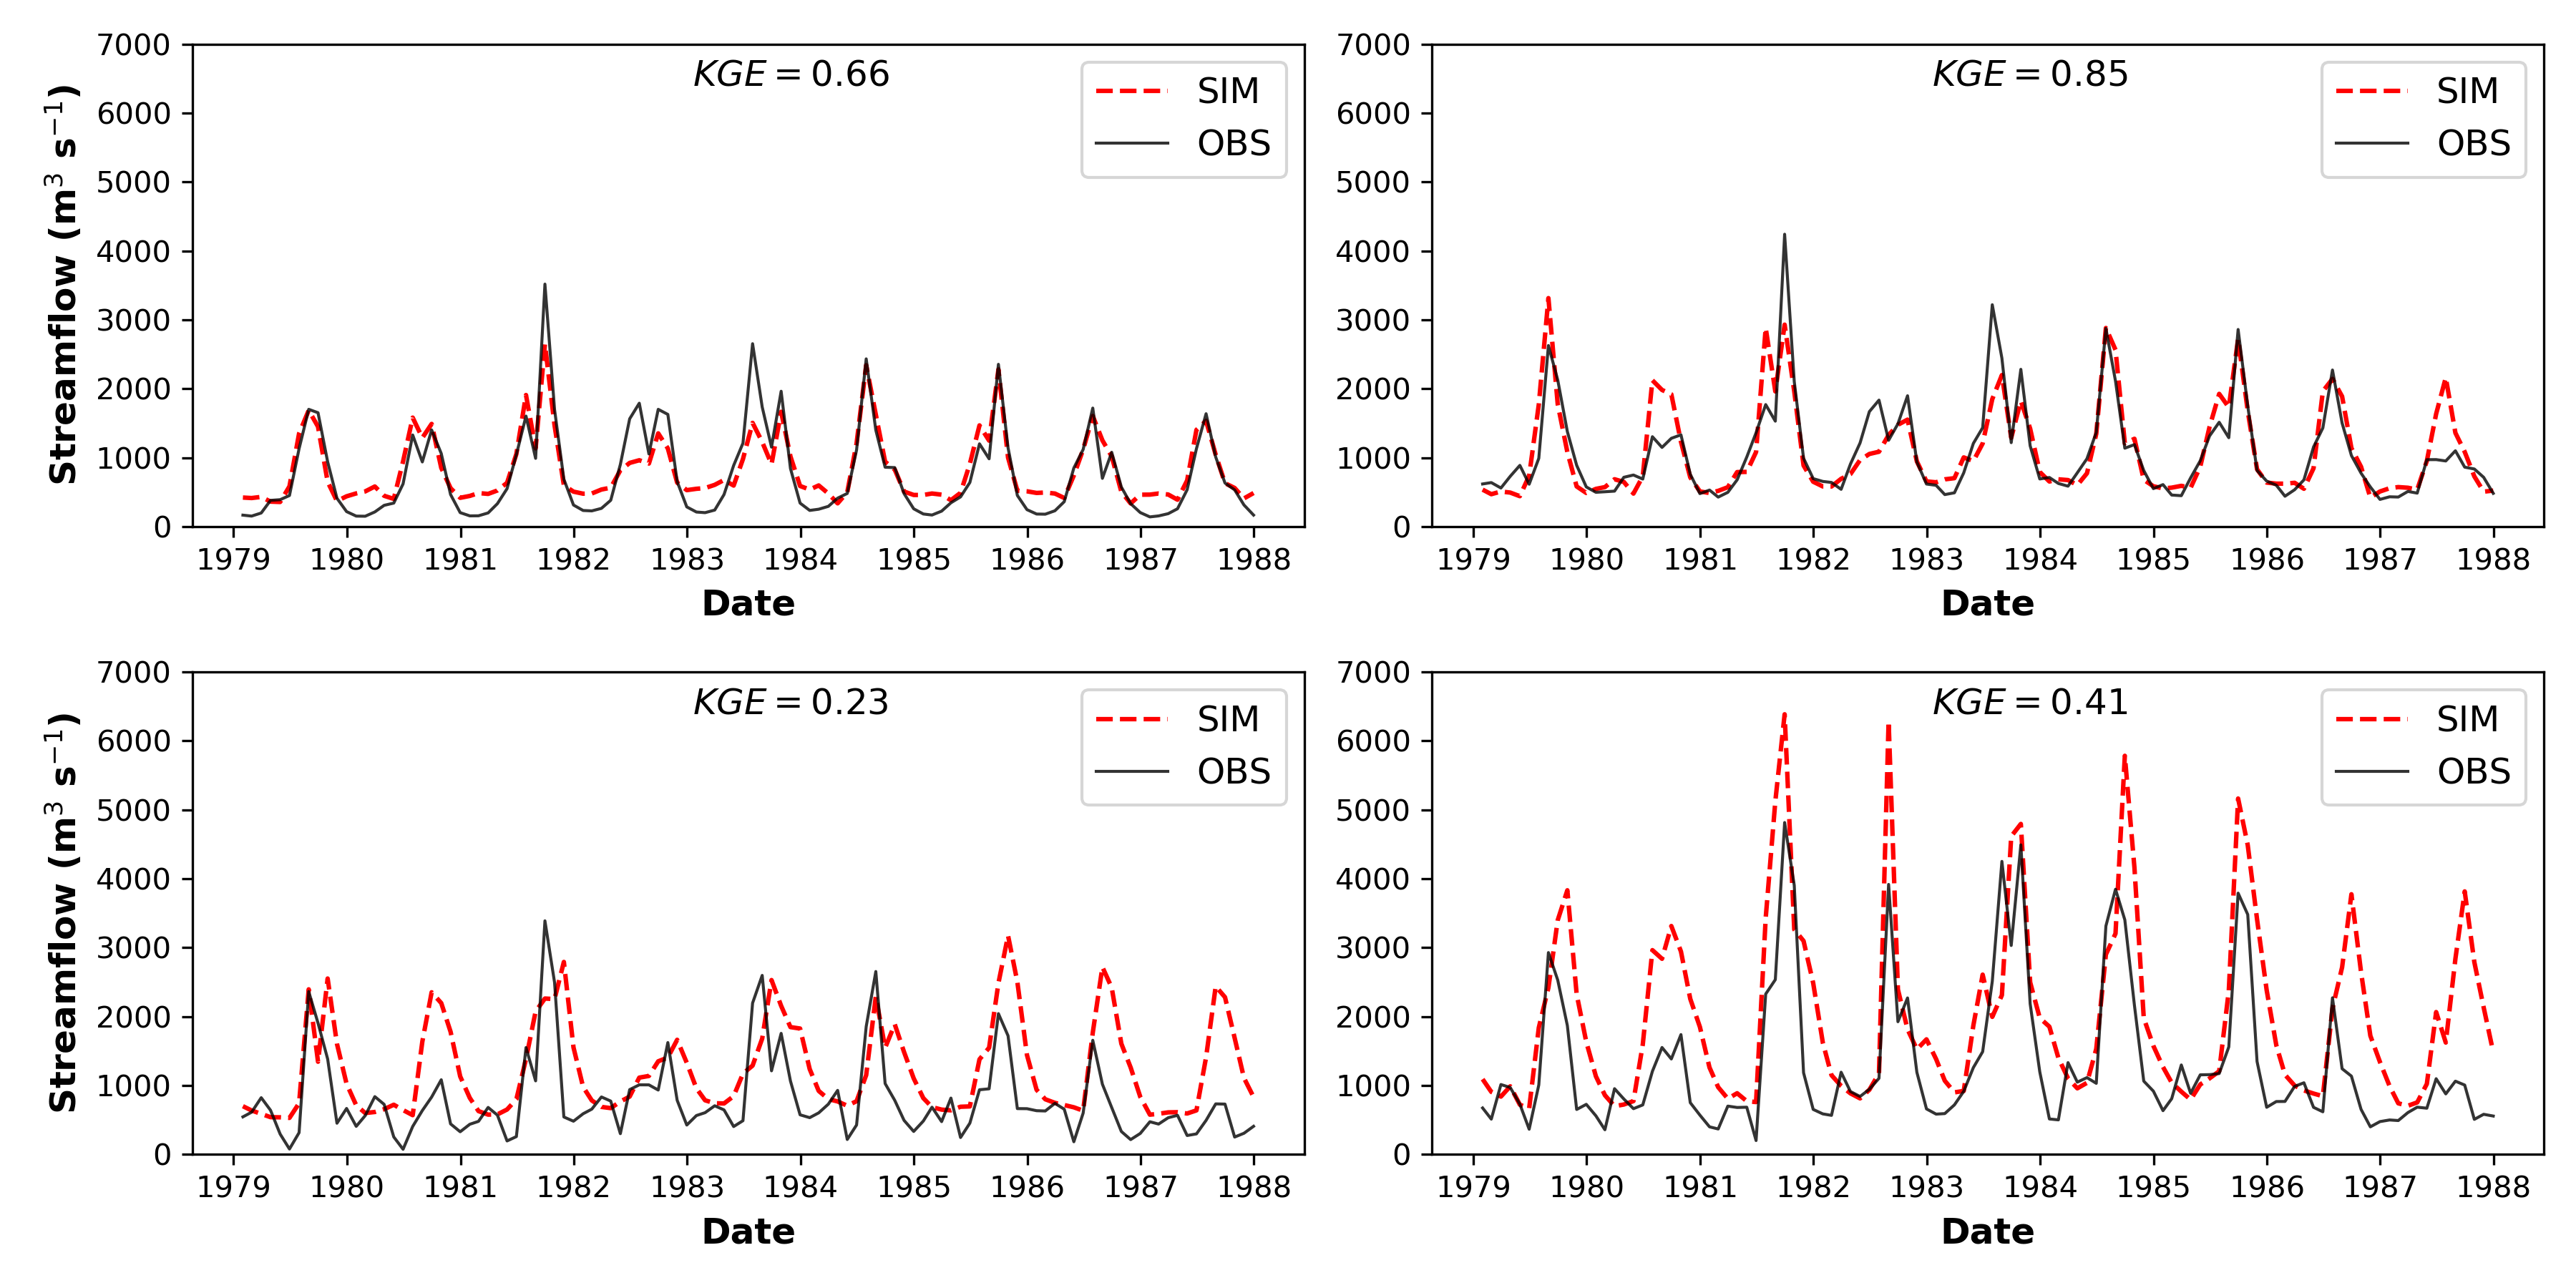 KGE = 0.66
SIM
OBS
Streamflow (m³ s⁻¹)
7000
6000
5000
4000
3000
2000
1000
0
1979 1980 1981 1982 1983 1984 1985 1986 1987 1988
Date
KGE = 0.85
SIM
OBS
7000
6000
5000
4000
3000
2000
1000
0
1979 1980 1981 1982 1983 1984 1985 1986 1987 1988
Date
KGE = 0.23
SIM
OBS
Streamflow (m³ s⁻¹)
7000
6000
5000
4000
3000
2000
1000
0
1979 1980 1981 1982 1983 1984 1985 1986 1987 1988
Date
KGE = 0.41
SIM
OBS
7000
6000
5000
4000
3000
2000
1000
0
1979 1980 1981 1982 1983 1984 1985 1986 1987 1988
Date